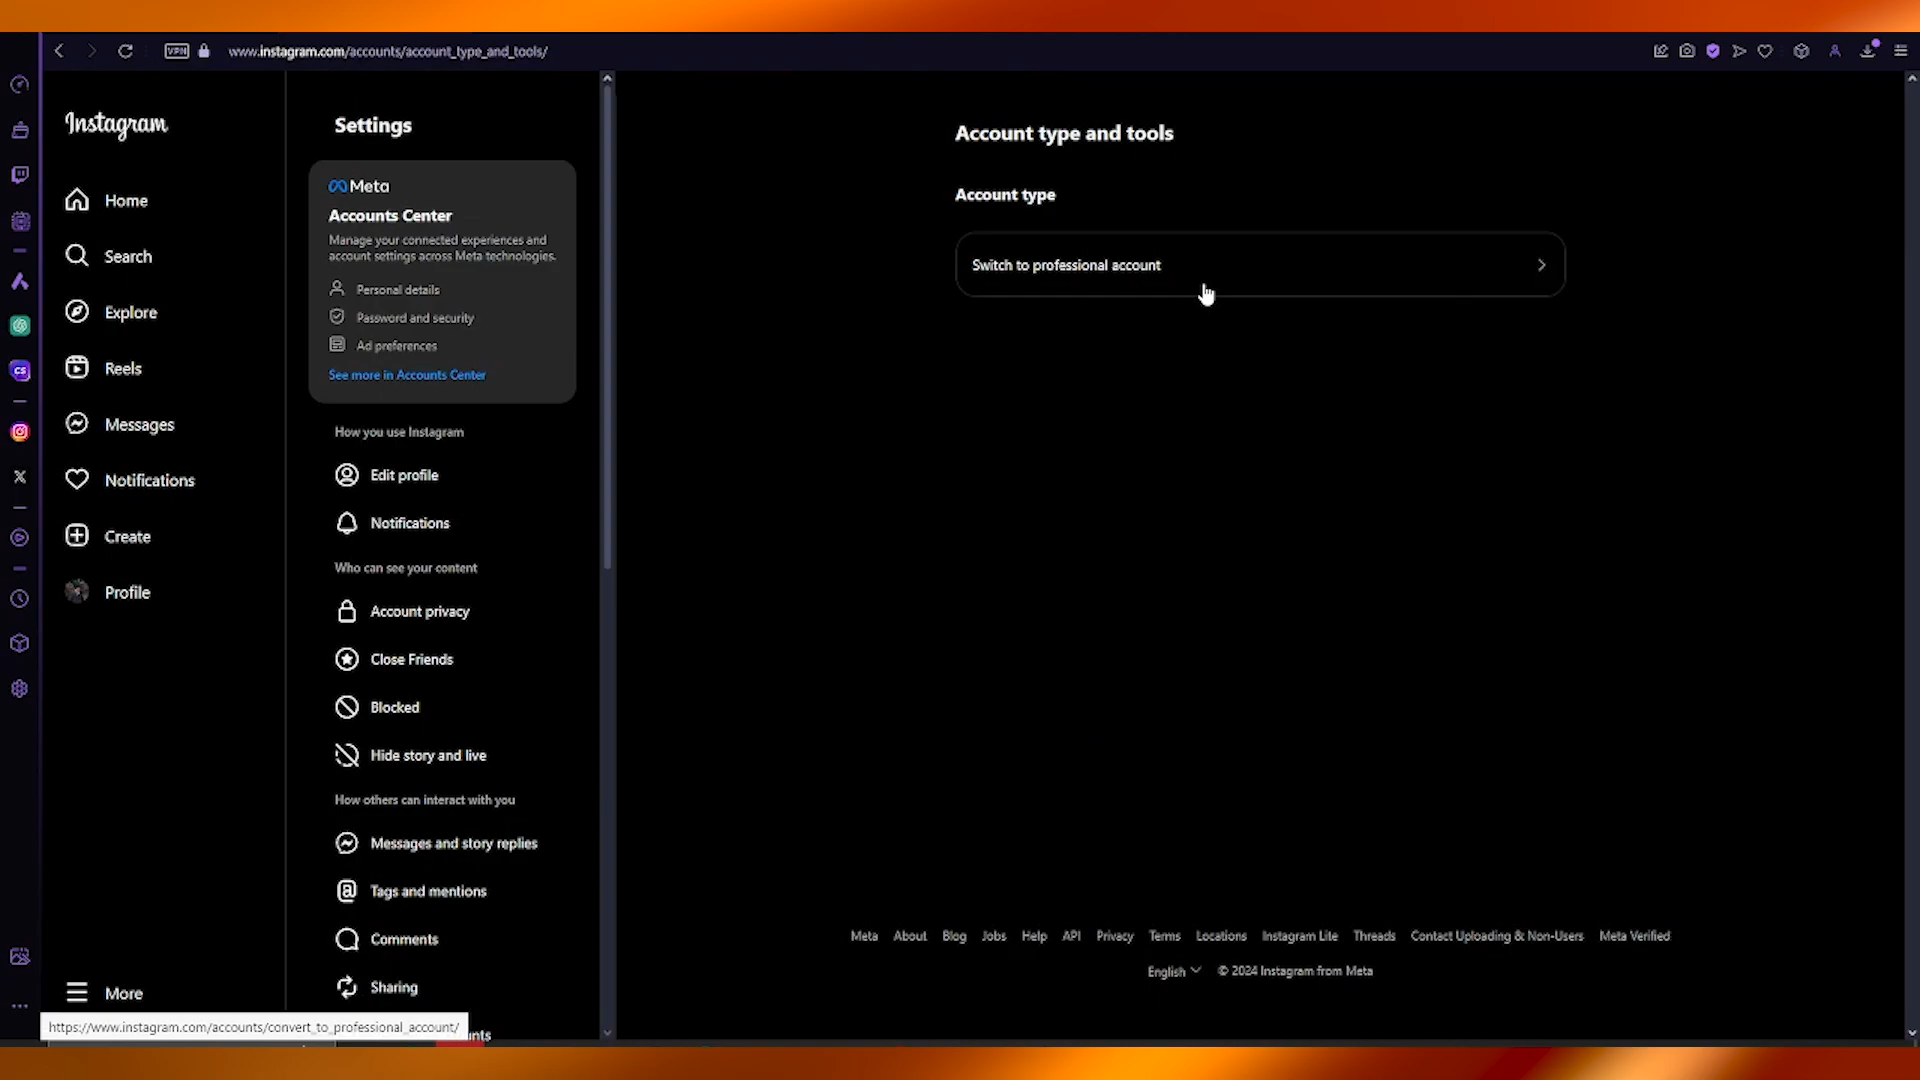 VPN
www.instagram.com/accounts/account_type_and_tools/
Instagram
Home
Search
Explore
Reels
Messages
Notifications
Create
Profile
More
Settings
Meta
Accounts Center
Manage your connected experiences and
account settings across Meta technologies.
Personal details
Password and security
Ad preferences
See more in Accounts Center
How you use Instagram
Edit profile
Notifications
Who can see your content
Account privacy
Close Friends
Blocked
Hide story and live
How others can interact with you
Messages and story replies
Tags and mentions
Comments
Sharing
Account type and tools
Account type
Switch to professional account
Meta About Blog Jobs Help API Privacy Terms Locations Instagram Lite Threads Contact Uploading & Non-Users Meta Verified
English © 2024 Instagram from Meta
https://www.instagram.com/accounts/convert_to_professional_account/
CS